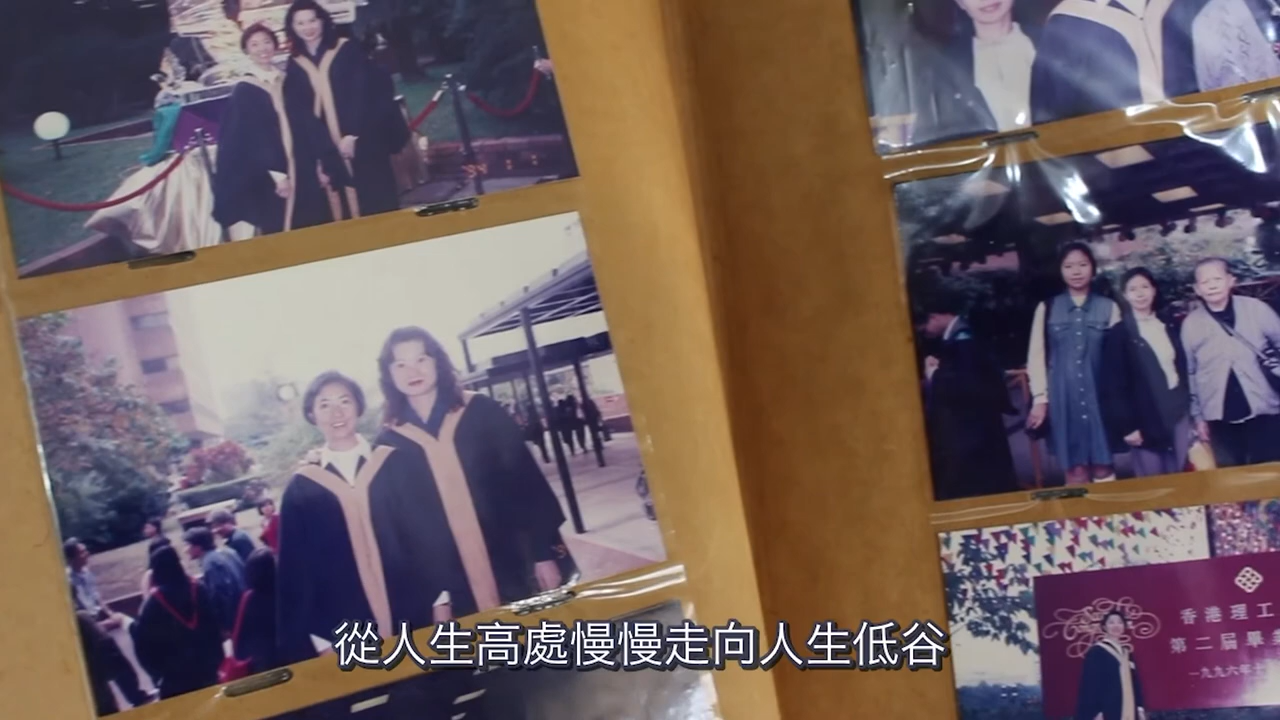 香港理工
第二屆畢
一九九六年
從人生高處慢慢走向人生低谷